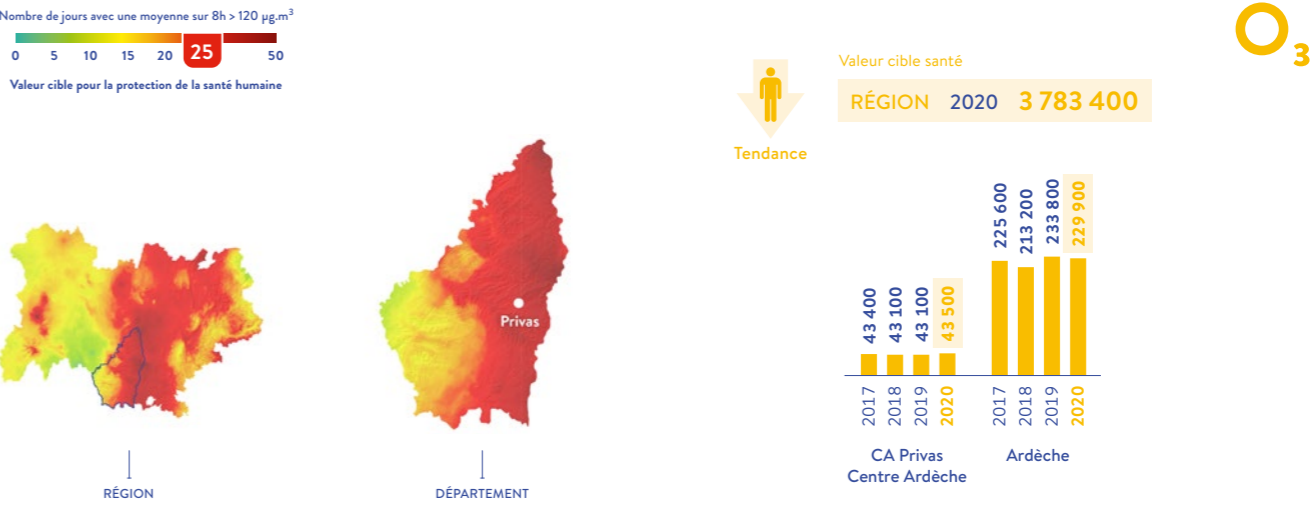 Nombre de jours avec une moyenne sur 8h > 120 µg.m³
0 5 10 15 20 25 50
Valeur cible pour la protection de la santé humaine
Privas
RÉGION
DÉPARTEMENT
O₃
Valeur cible santé
RÉGION 2020 3 783 400
Tendance
43 400
43 100
43 100
43 500
225 600
213 200
233 800
229 900
2017
2018
2019
2020
2017
2018
2019
2020
CA Privas
Centre Ardèche
Ardèche